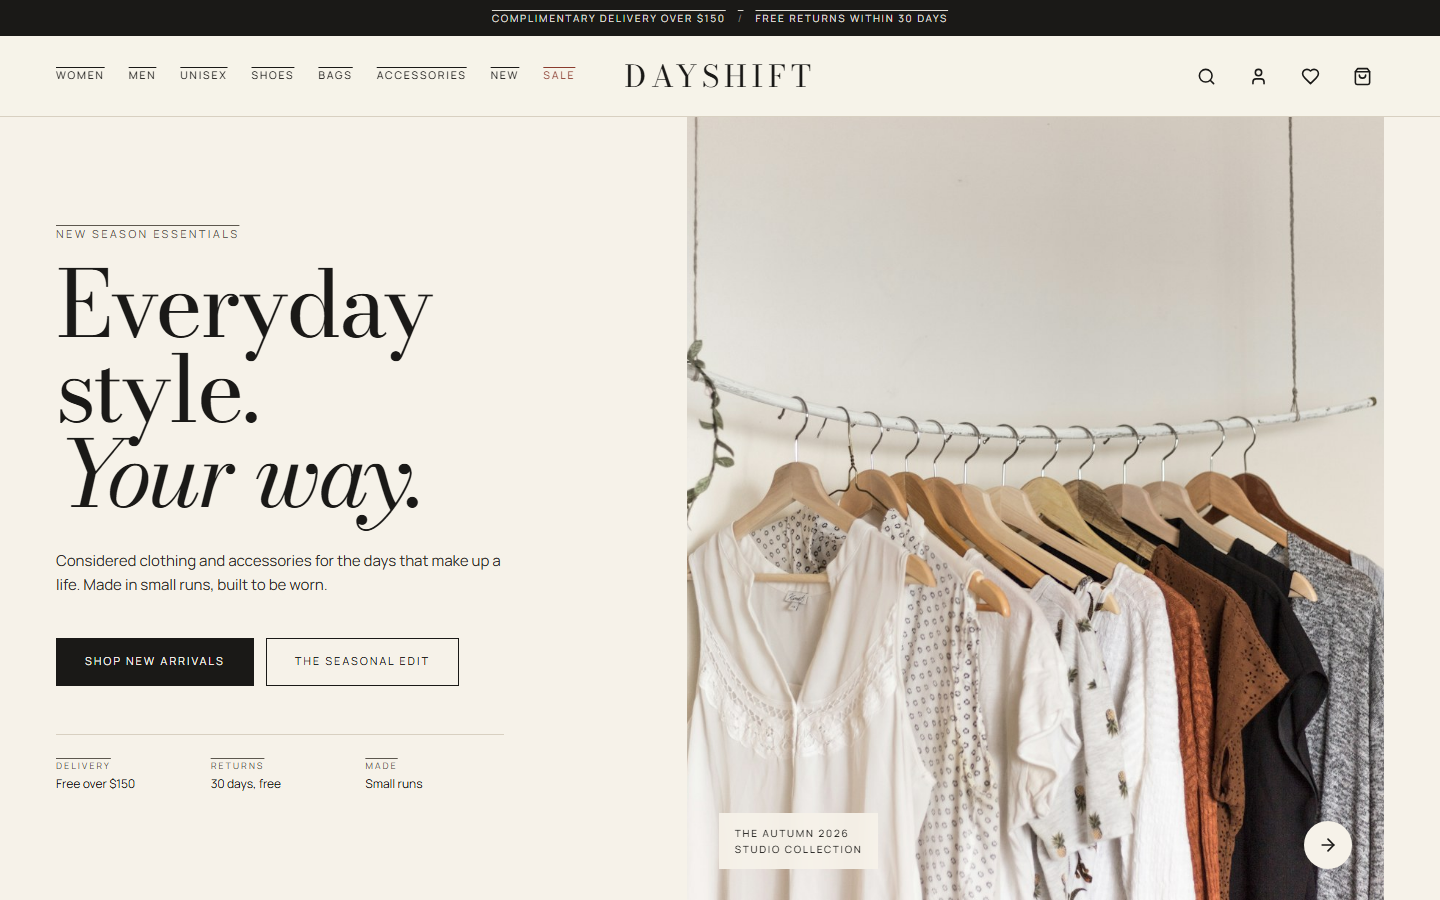 COMPLIMENTARY DELIVERY OVER $150 / FREE RETURNS WITHIN 30 DAYS
WOMEN MEN UNISEX SHOES BAGS ACCESSORIES NEW SALE
DAYSHIFT
NEW SEASON ESSENTIALS
Everyday
style.
Your way.
Considered clothing and accessories for the days that make up a
life. Made in small runs, built to be worn.
SHOP NEW ARRIVALS
THE SEASONAL EDIT
DELIVERY
Free over $150
RETURNS
30 days, free
MADE
Small runs
THE AUTUMN 2026
STUDIO COLLECTION